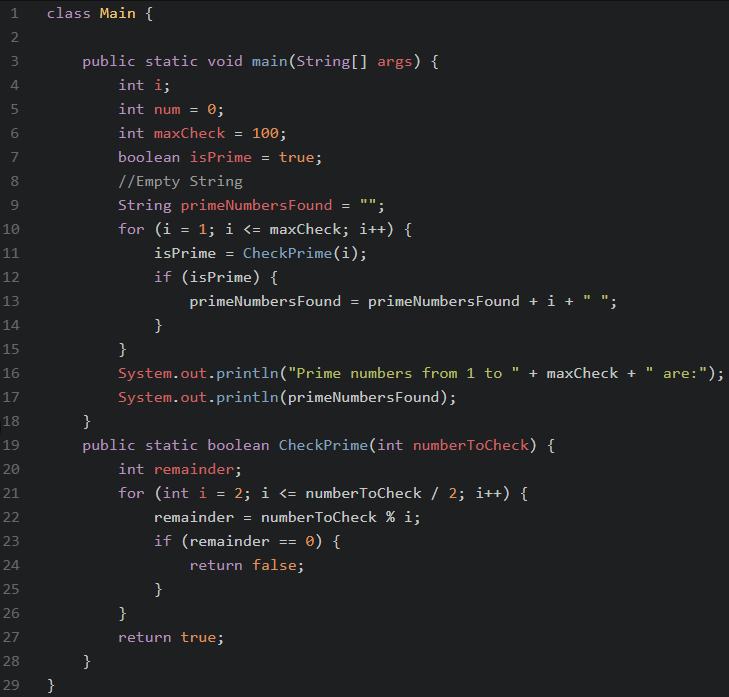 1 class Main {
2
3     public static void main(String[] args) {
4         int i;
5         int num = 0;
6         int maxCheck = 100;
7         boolean isPrime = true;
8         //Empty String
9         String primeNumbersFound = "";
10         for (i = 1; i <= maxCheck; i++) {
11             isPrime = CheckPrime(i);
12             if (isPrime) {
13                 primeNumbersFound = primeNumbersFound + i + " ";
14             }
15         }
16         System.out.println("Prime numbers from 1 to " + maxCheck + " are:");
17         System.out.println(primeNumbersFound);
18     }
19     public static boolean CheckPrime(int numberToCheck) {
20         int remainder;
21         for (int i = 2; i <= numberToCheck / 2; i++) {
22             remainder = numberToCheck % i;
23             if (remainder == 0) {
24                 return false;
25             }
26         }
27         return true;
28     }
29 }